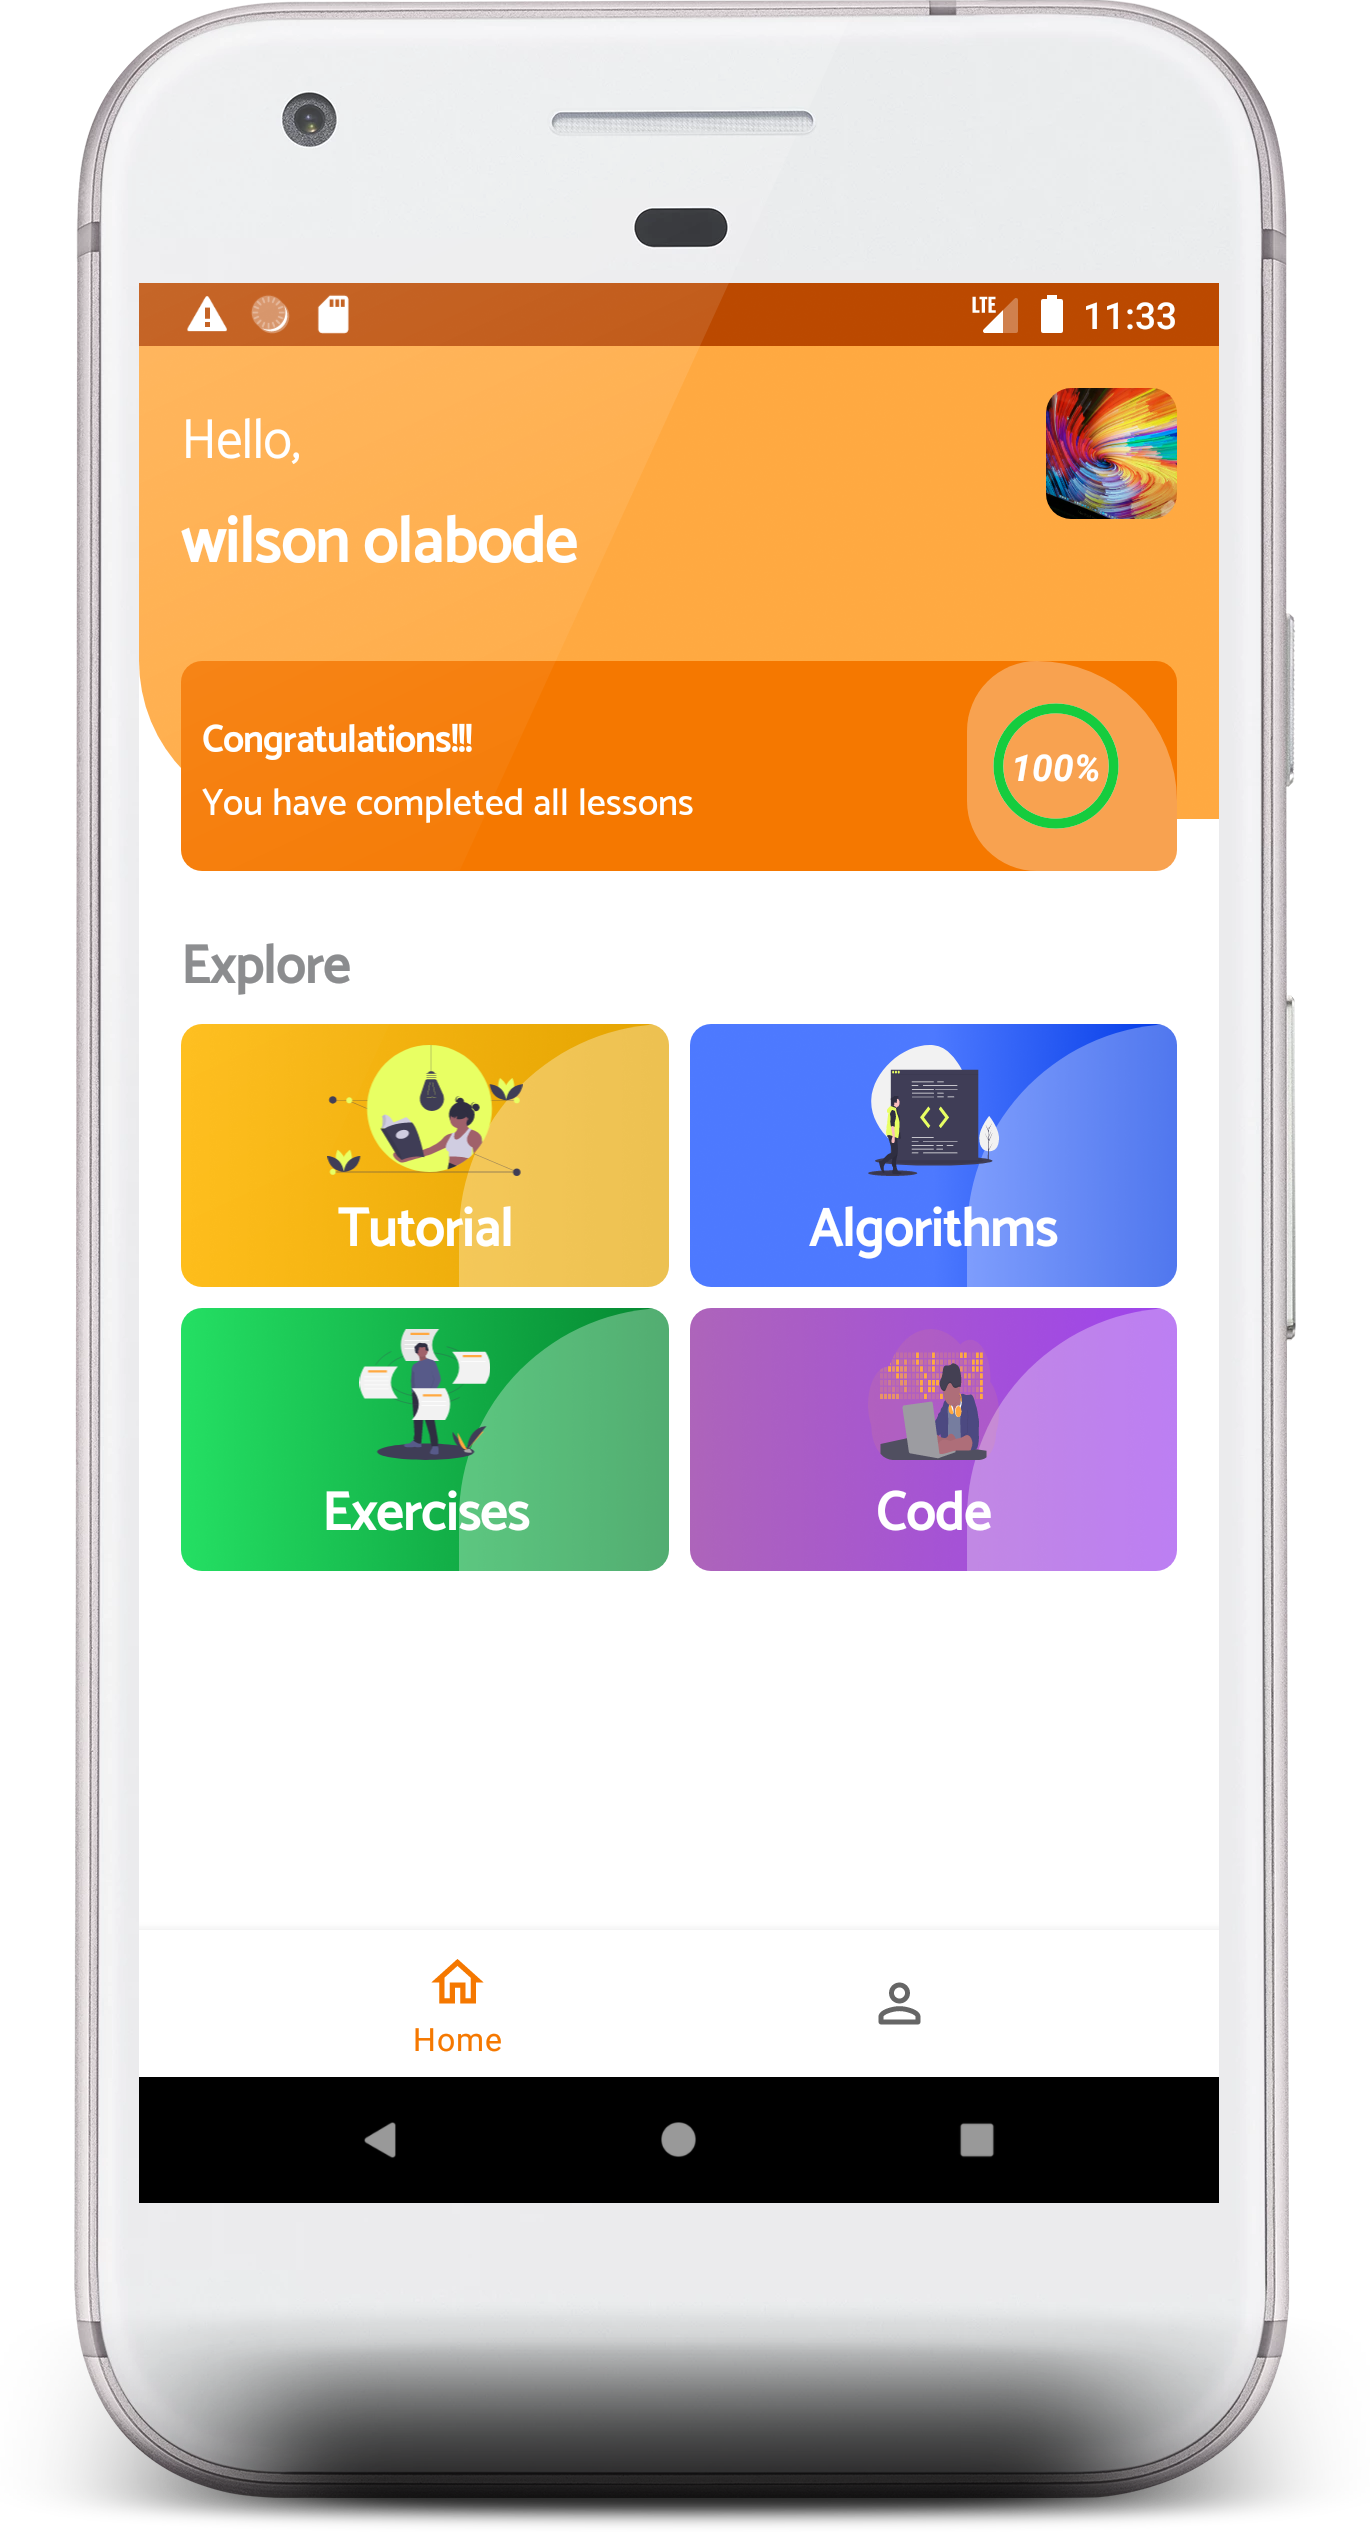 LTE 11:33
Hello,
wilson olabode
Congratulations!!!
You have completed all lessons
100%
Explore
Tutorial
Algorithms
Exercises
Code
Home